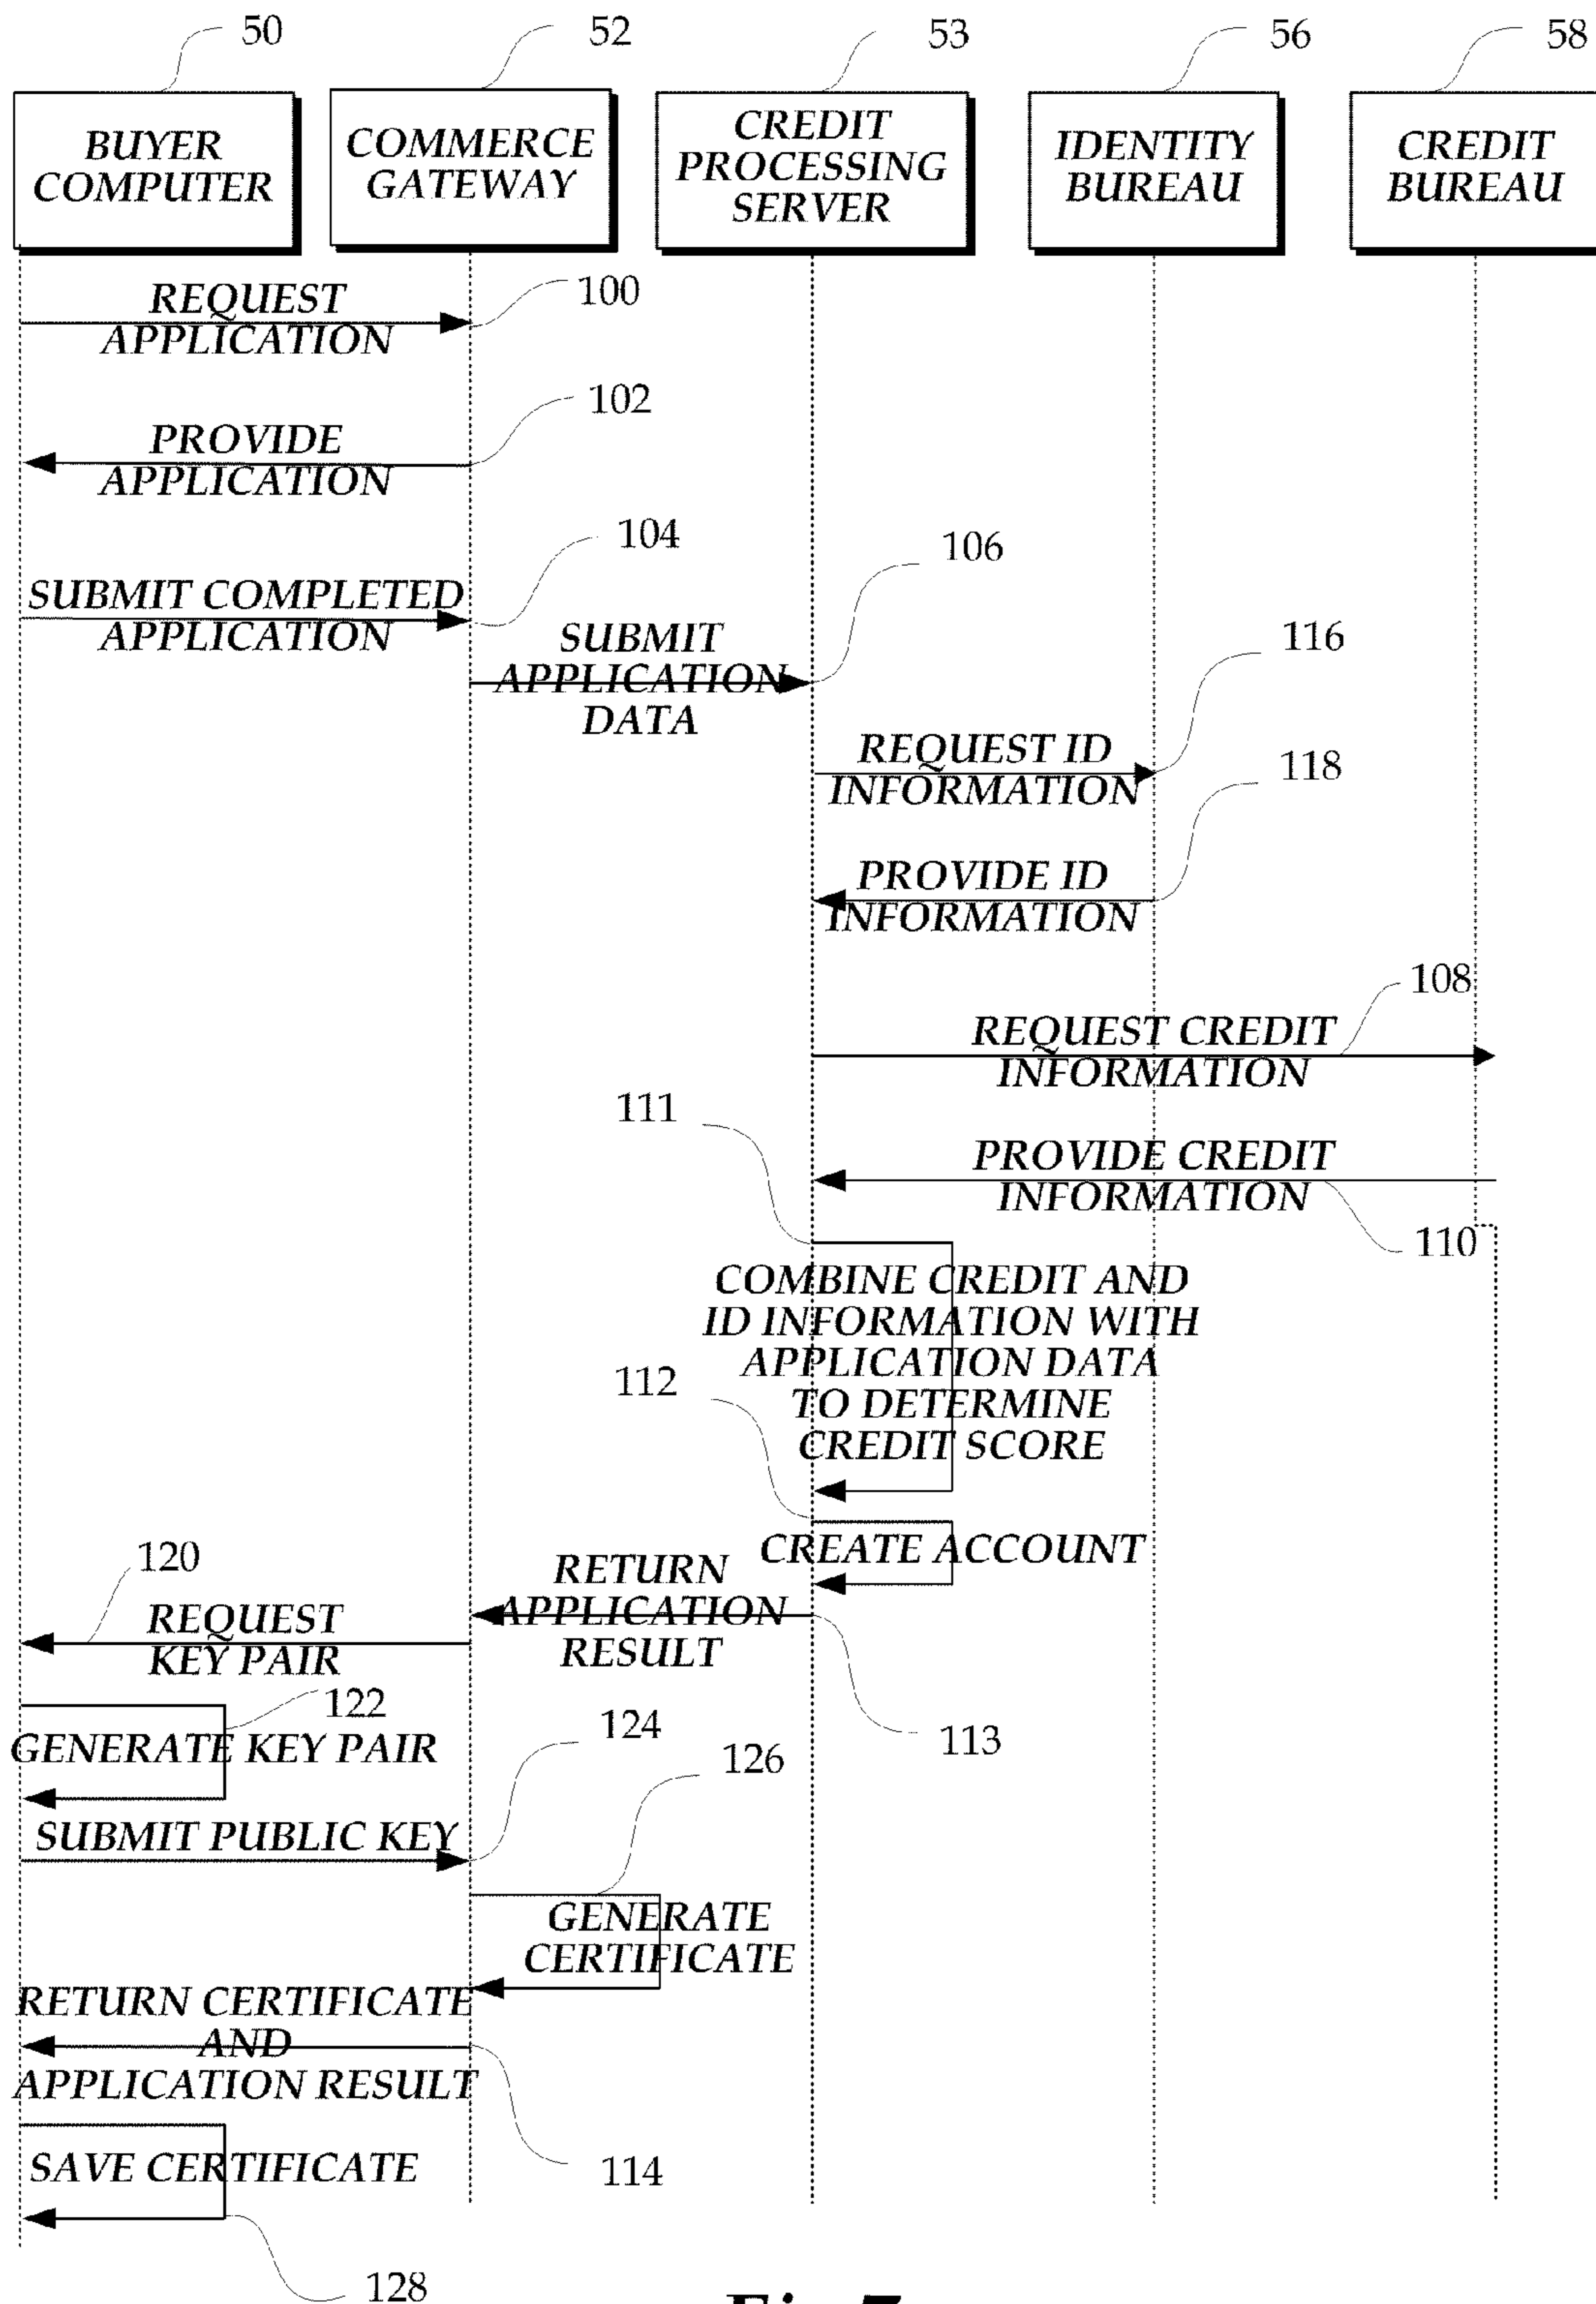 50
52
53
56
58
BUYER
COMPUTER
COMMERCE
GATEWAY
CREDIT
PROCESSING
SERVER
IDENTITY
BUREAU
CREDIT
BUREAU
REQUEST
APPLICATION
100
PROVIDE
APPLICATION
102
SUBMIT COMPLETED
APPLICATION
104
SUBMIT
APPLICATION
DATA
106
REQUEST ID
INFORMATION
116
PROVIDE ID
INFORMATION
118
REQUEST CREDIT
INFORMATION
108
PROVIDE CREDIT
INFORMATION
110
111
COMBINE CREDIT AND
ID INFORMATION WITH
APPLICATION DATA
TO DETERMINE
CREDIT SCORE
112
CREATE ACCOUNT
RETURN
APPLICATION
RESULT
113
120
REQUEST
KEY PAIR
122
GENERATE KEY PAIR
124
SUBMIT PUBLIC KEY
126
GENERATE
CERTIFICATE
RETURN CERTIFICATE
AND
APPLICATION RESULT
114
SAVE CERTIFICATE
128